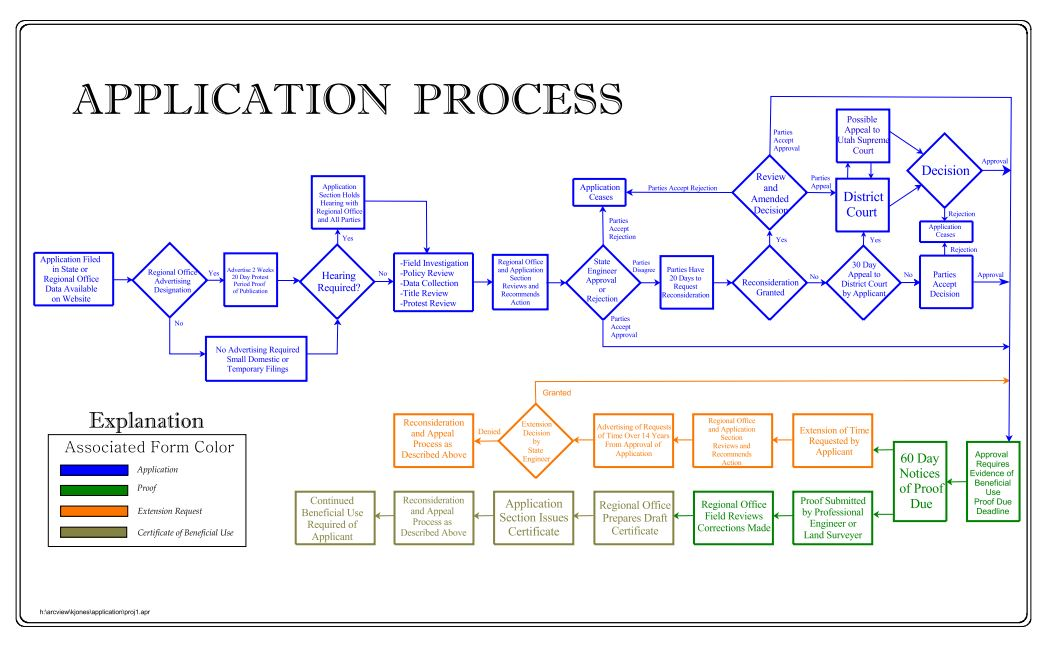 APPLICATION PROCESS
Application Filed
in State or
Regional Office
Data Available
on Website
Regional Office
Advertising
Designation
Yes
No
Advertise 2 Weeks
20 Day Protest
Period Proof
of Publication
No Advertising Required
Small Domestic or
Temporary Filings
Hearing
Required?
Yes
No
Application
Section Holds
Hearing with
Regional Office
and All Parties
-Field Investigation
-Policy Review
-Data Collection
-Title Review
-Protest Review
Regional Office
and Application
Section
Reviews and
Recommends
Action
State
Engineer
Approval
or
Rejection
Parties
Accept
Rejection
Application
Ceases
Parties
Disagree
Parties
Accept
Approval
Parties Have
20 Days to
Request
Reconsideration
Reconsideration
Granted
Yes
No
Review
and
Amended
Decision
Parties Accept Rejection
Parties
Accept
Approval
Parties
Appeal
30 Day
Appeal to
District Court
by Applicant
Yes
No
District
Court
Possible
Appeal to
Utah Supreme
Court
Decision
Approval
Rejection
Application
Ceases
Rejection
Parties
Accept
Decision
Approval
Granted
Extension
Decision
by
State
Engineer
Denied
Reconsideration
and Appeal
Process as
Described Above
Advertising of Requests
of Time Over 14 Years
From Approval of
Application
Regional Office
and Application
Section
Reviews and
Recommends
Action
Extension of Time
Requested by
Applicant
60 Day
Notices
of Proof
Due
Approval
Requires
Evidence of
Beneficial
Use
Proof Due
Deadline
Proof Submitted
by Professional
Engineer or
Land Surveyer
Regional Office
Field Reviews
Corrections Made
Regional Office
Prepares Draft
Certificate
Application
Section Issues
Certificate
Reconsideration
and Appeal
Process as
Described Above
Continued
Beneficial Use
Required of
Applicant
Explanation
Associated Form Color
Application
Proof
Extension Request
Certificate of Beneficial Use
h:\arcview\kjones\application\proj1.apr